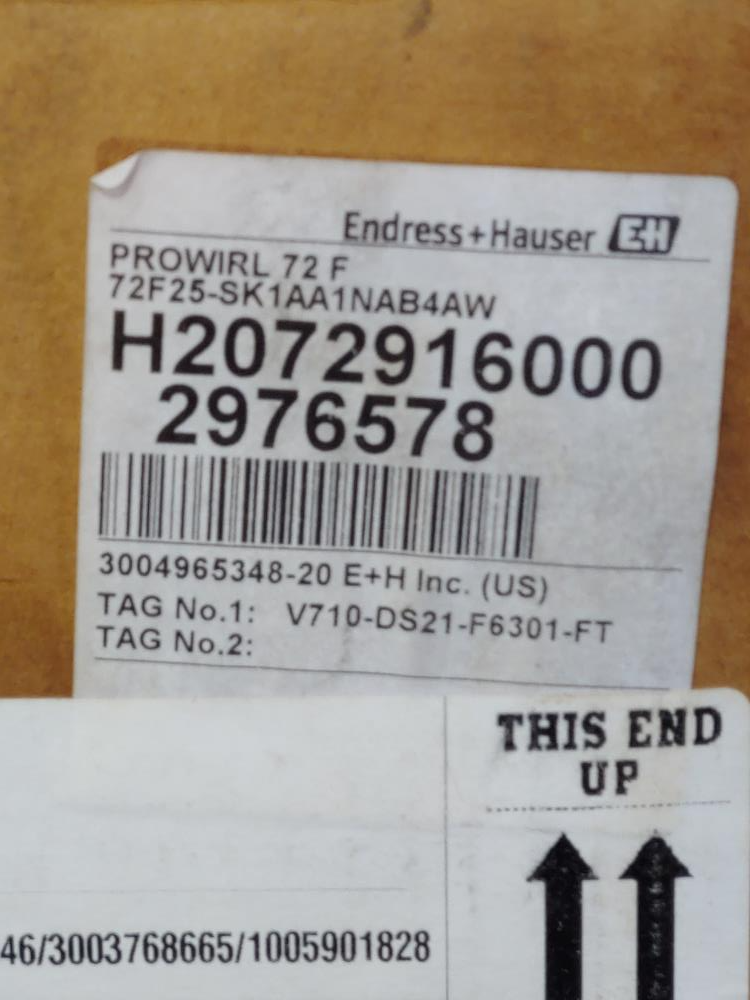 Endress+Hauser EH
PROWIRL 72 F
72F25-SK1AA1NAB4AW
H2072916000
2976578
3004965348-20 E+H Inc. (US)
TAG No.1: V710-DS21-F6301-FT
TAG No.2:
THIS END
UP
46/3003768665/1005901828